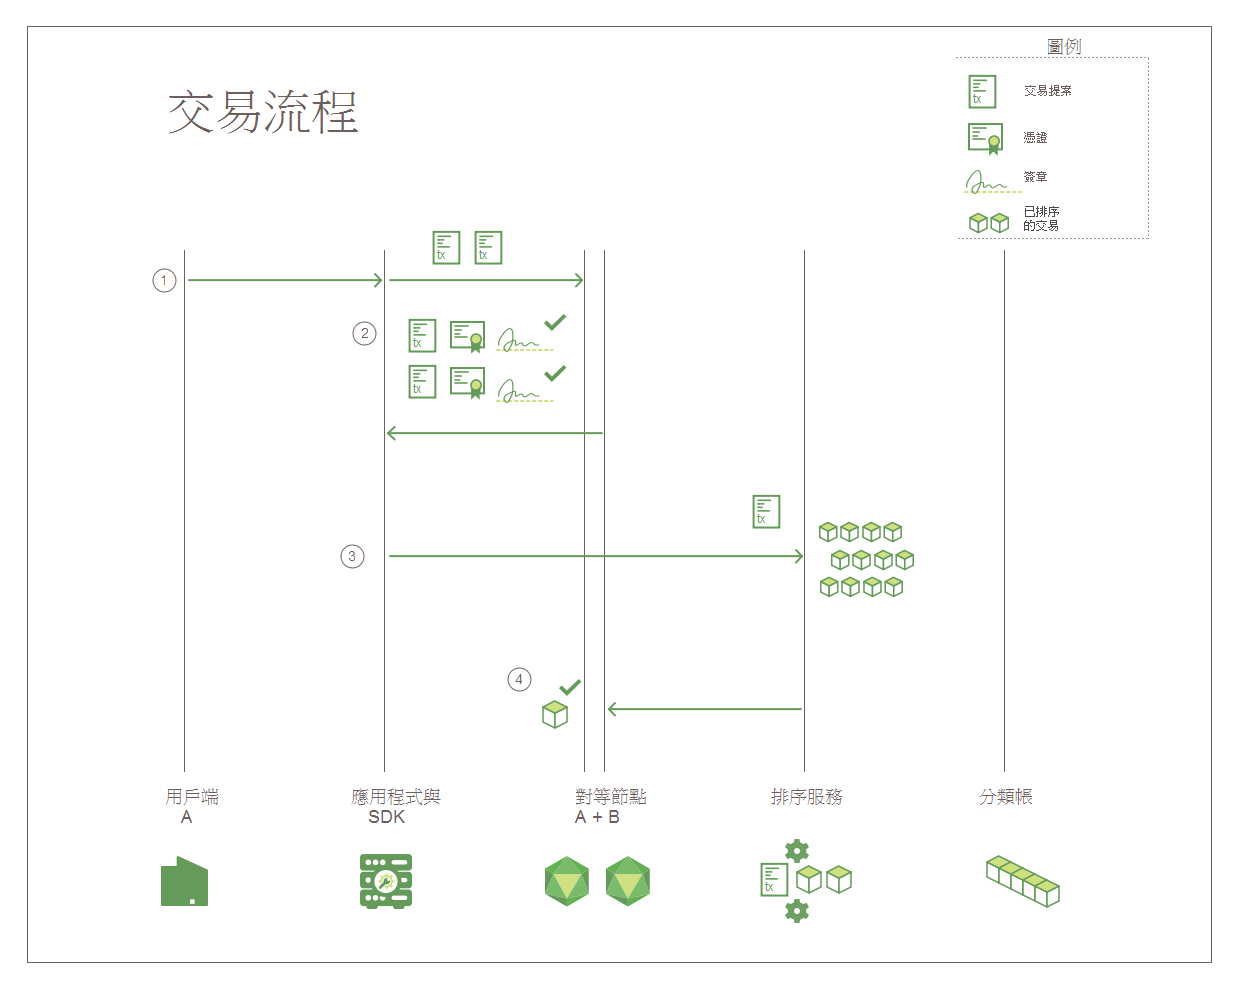 圖例
交易流程
tx
交易提案
憑證
簽章
已排序
的交易
tx
tx
1
2
tx
tx
tx
3
4
用戶端
A
應用程式與
SDK
對等節點
A + B
排序服務
分類帳
tx